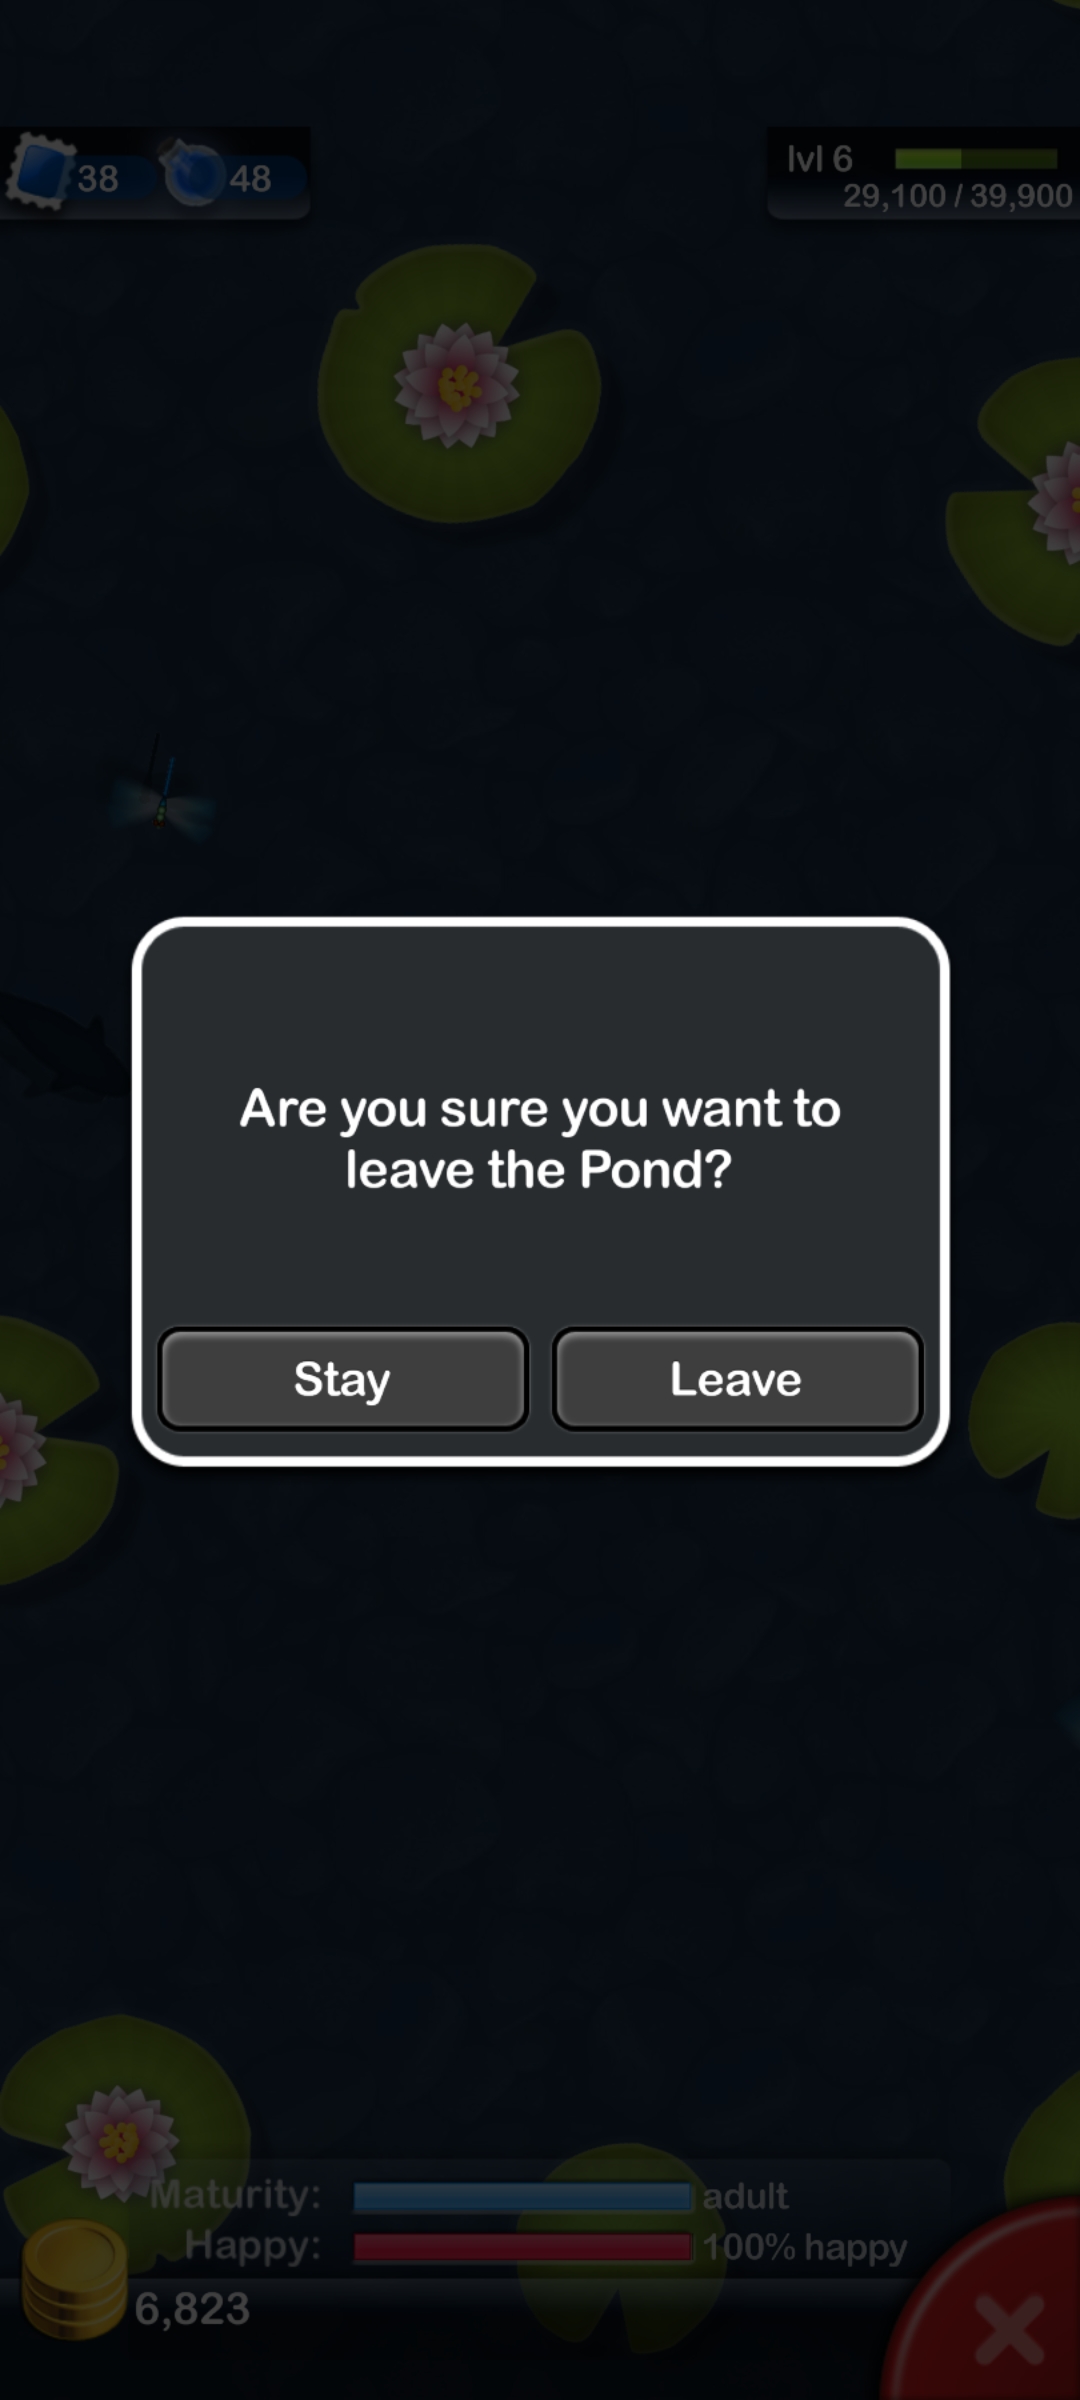 38
48
lvl 6
29,100 / 39,900
Are you sure you want to
leave the Pond?
Stay
Leave
Maturity:
adult
Happy:
100% happy
6,823